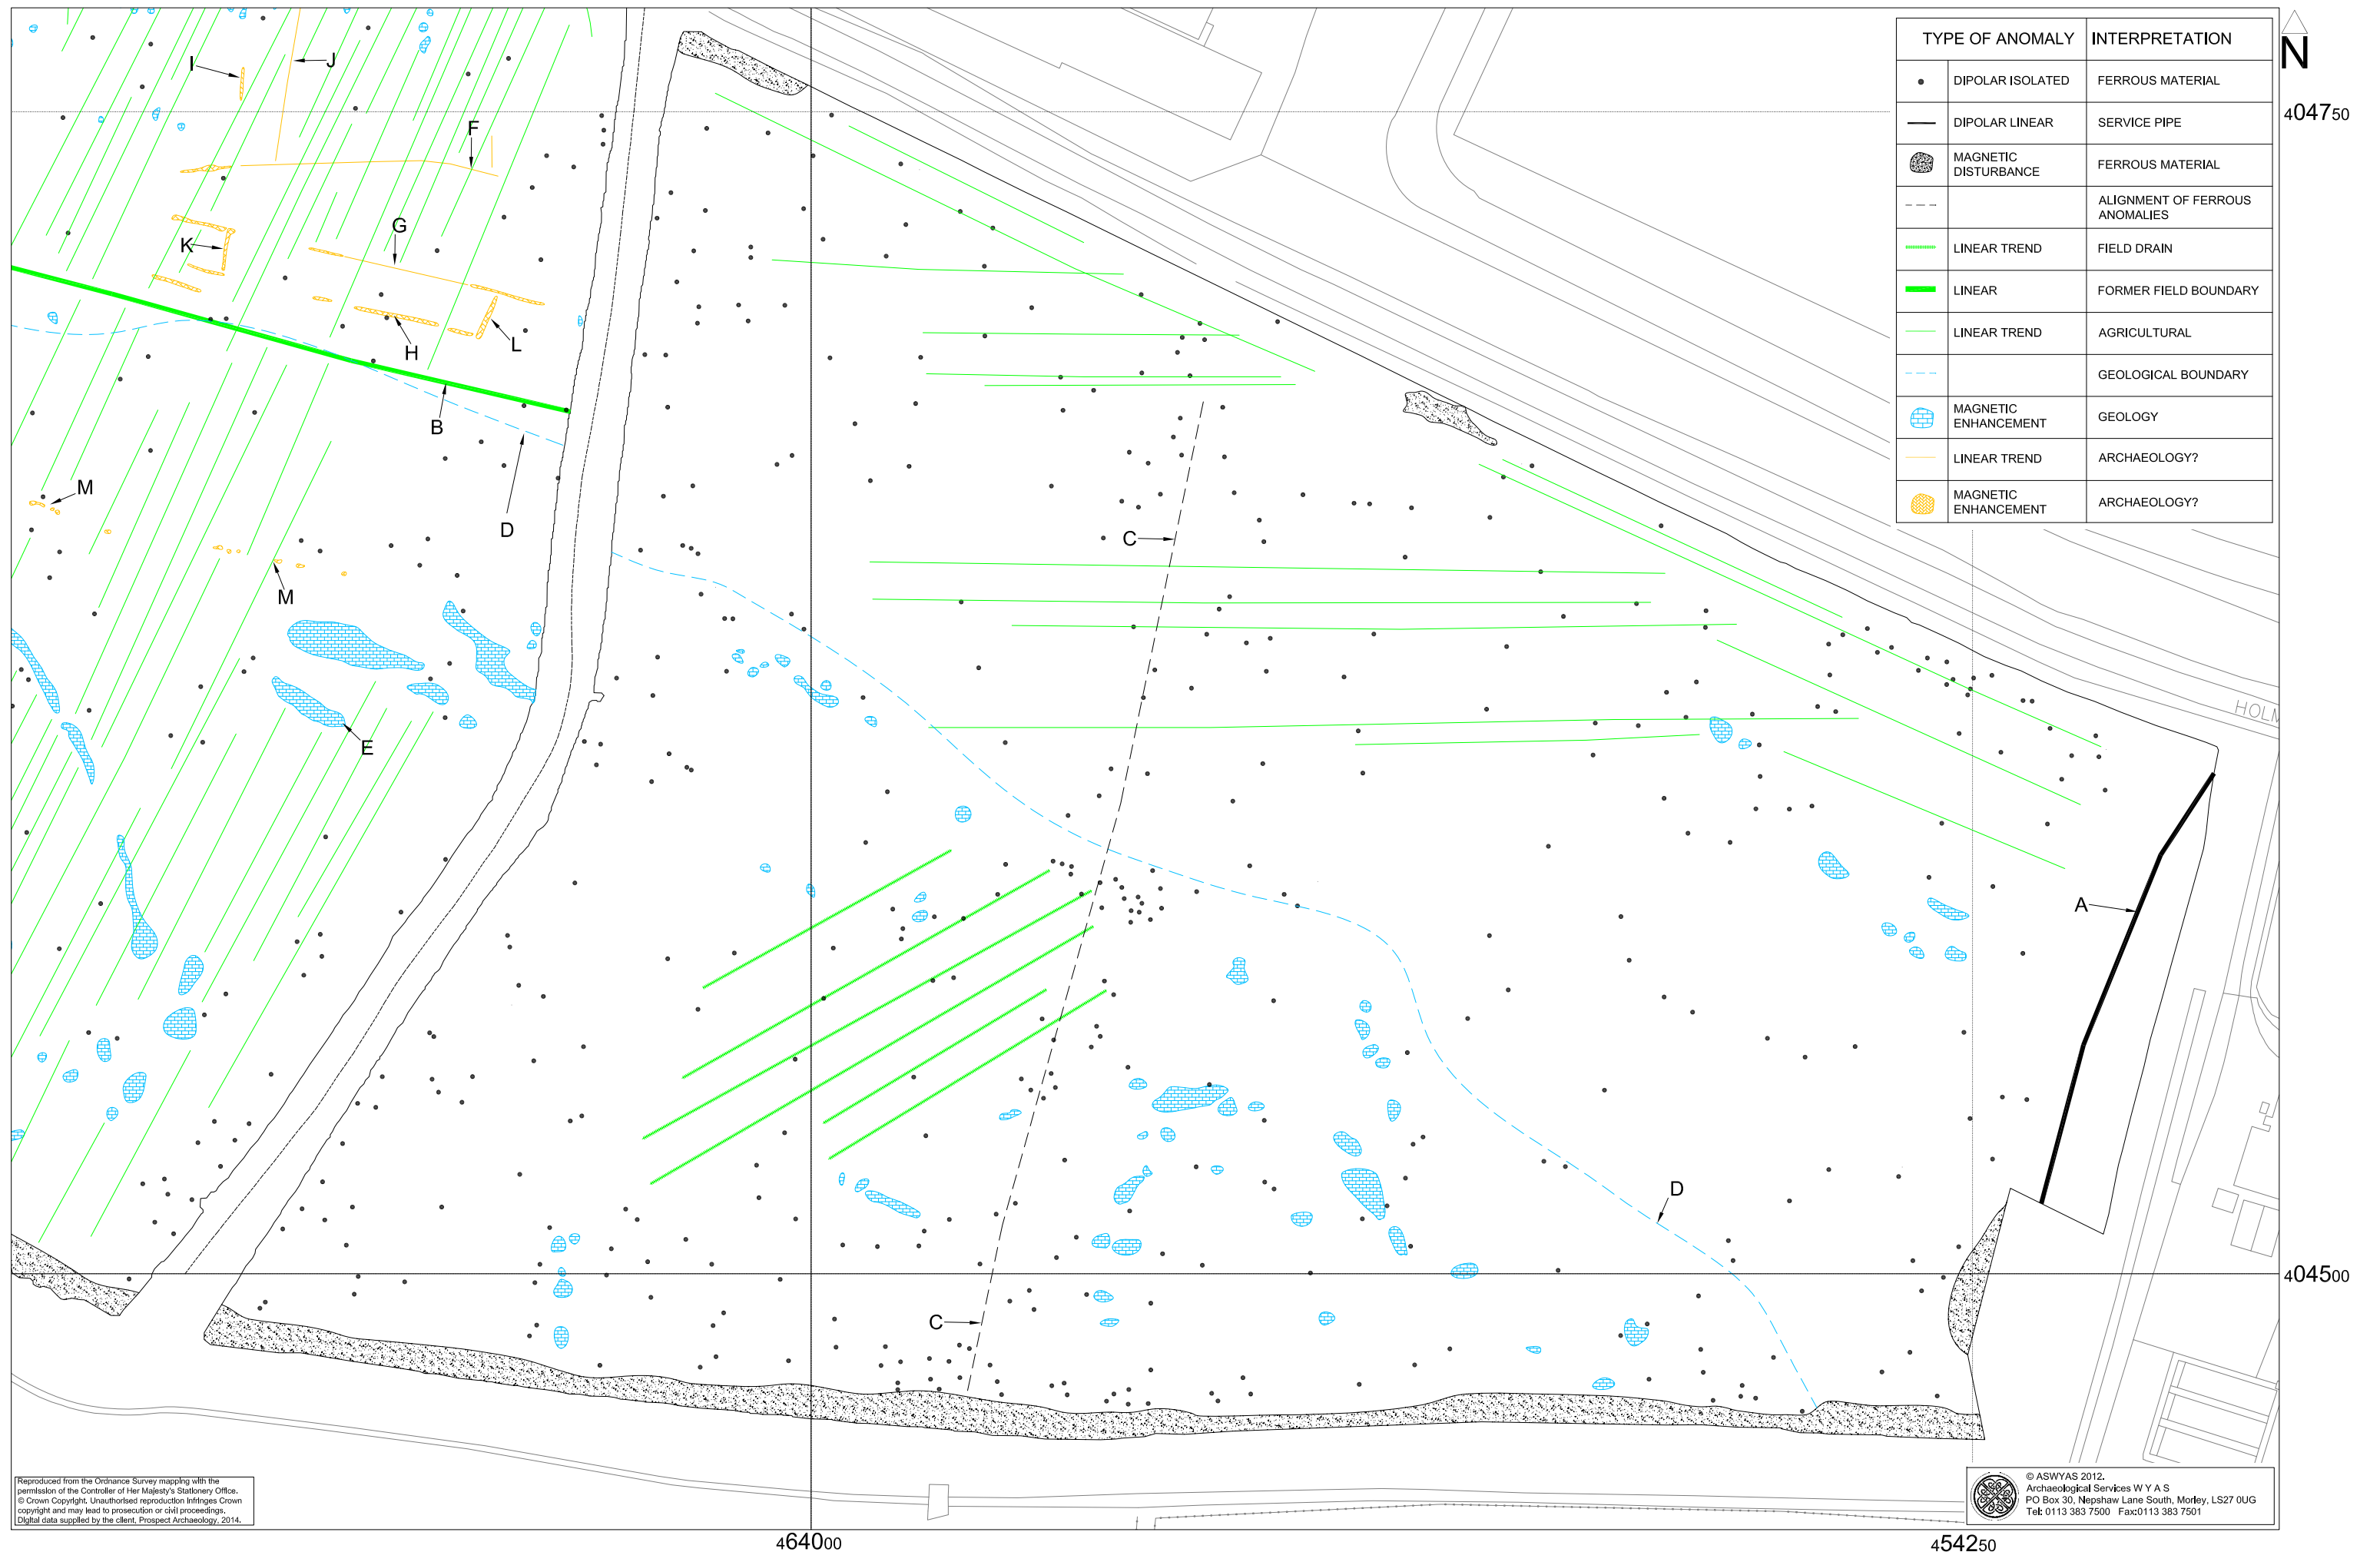 TYPE OF ANOMALY INTERPRETATION
DIPOLAR ISOLATED FERROUS MATERIAL
DIPOLAR LINEAR SERVICE PIPE
MAGNETIC
DISTURBANCE
FERROUS MATERIAL
ALIGNMENT OF FERROUS
ANOMALIES
LINEAR TREND FIELD DRAIN
LINEAR FORMER FIELD BOUNDARY
LINEAR TREND AGRICULTURAL
GEOLOGICAL BOUNDARY
MAGNETIC
ENHANCEMENT
GEOLOGY
LINEAR TREND ARCHAEOLOGY?
MAGNETIC
ENHANCEMENT
ARCHAEOLOGY?
N
404750
I
J
F
G
K
H
L
B
M
D
C
M
E
HOLM
A
D
C
404500
Reproduced from the Ordnance Survey mapping with the
permission of the Controller of Her Majesty's Stationery Office.
© Crown Copyright. Unauthorised reproduction infringes Crown
copyright and may lead to prosecution or civil proceedings.
Digital data supplied by the client, Prospect Archaeology, 2014.
© ASWYAS 2012.
Archaeological Services W Y A S
PO Box 30, Nepshaw Lane South, Morley, LS27 0UG
Tel: 0113 383 7500 Fax:0113 383 7501
464000
454250